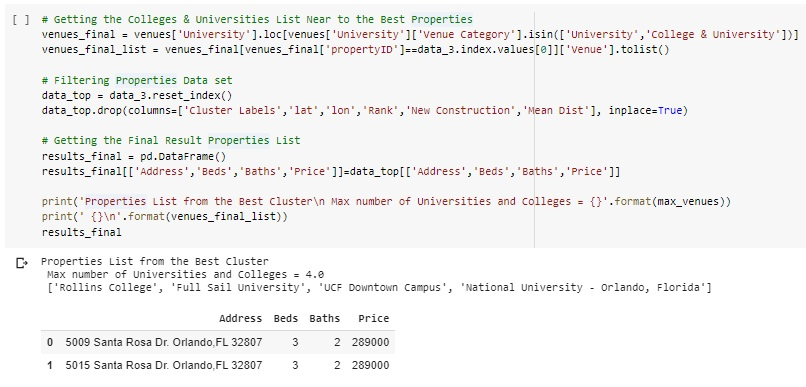 [ ] # Getting the Colleges & Universities List Near to the Best Properties
venues_final = venues['University'].loc[venues['University']['Venue Category'].isin(['University','College & University'])]
venues_final_list = venues_final[venues_final['propertyID']==data_3.index.values[0]]['Venue'].tolist()
# Filtering Properties Data set
data_top = data_3.reset_index()
data_top.drop(columns=['Cluster Labels','lat','lon','Rank','New Construction','Mean Dist'], inplace=True)
# Getting the Final Result Properties List
results_final = pd.DataFrame()
results_final[['Address','Beds','Baths','Price']]=data_top[['Address','Beds','Baths','Price']]
print('Properties List from the Best Cluster\n Max number of Universities and Colleges = {}'.format(max_venues))
print(' {}\n'.format(venues_final_list))
results_final
Properties List from the Best Cluster
Max number of Universities and Colleges = 4.0
['Rollins College', 'Full Sail University', 'UCF Downtown Campus', 'National University - Orlando, Florida']
Address Beds Baths Price
0 5009 Santa Rosa Dr. Orlando,FL 32807 3 2 289000
1 5015 Santa Rosa Dr. Orlando,FL 32807 3 2 289000